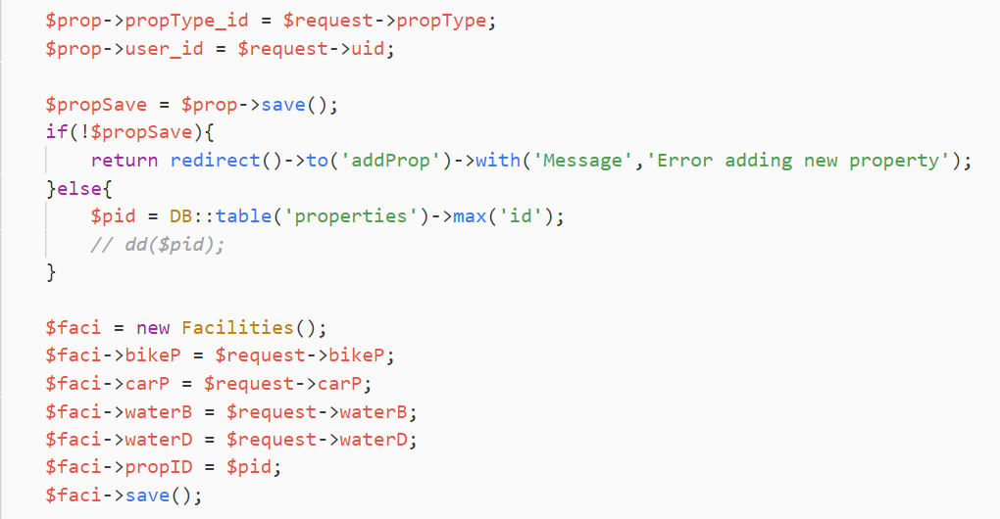 $prop->propType_id = $request->propType;
$prop->user_id = $request->uid;
$propSave = $prop->save();
if(!$propSave){
return redirect()->to('addProp')->with('Message','Error adding new property');
}else{
$pid = DB::table('properties')->max('id');
// dd($pid);
}
$faci = new Facilities();
$faci->bikeP = $request->bikeP;
$faci->carP = $request->carP;
$faci->waterB = $request->waterB;
$faci->waterD = $request->waterD;
$faci->propID = $pid;
$faci->save();